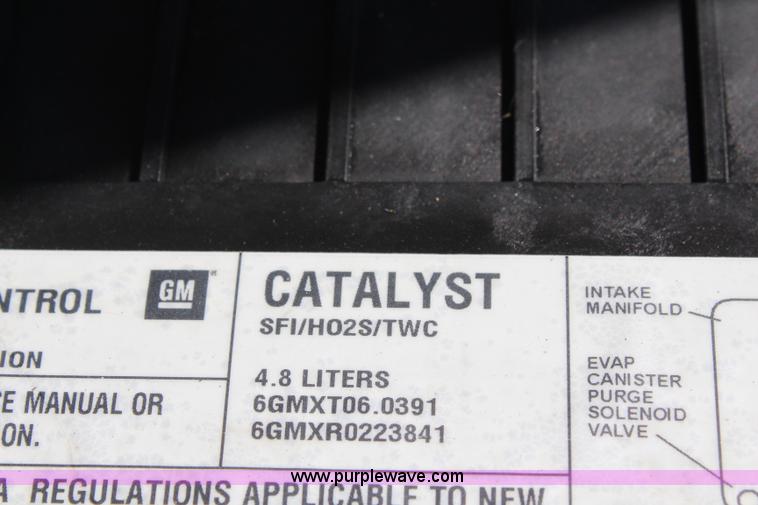 NTROL
GM
ION
E MANUAL OR
ON.
CATALYST
SFI/HO2S/TWC
4.8 LITERS
6GMXT06.0391
6GMXR0223841
INTAKE
MANIFOLD
EVAP
CANISTER
PURGE
SOLENOID
VALVE
www.purplewave.com
A REGULATIONS APPLICABLE TO NEW